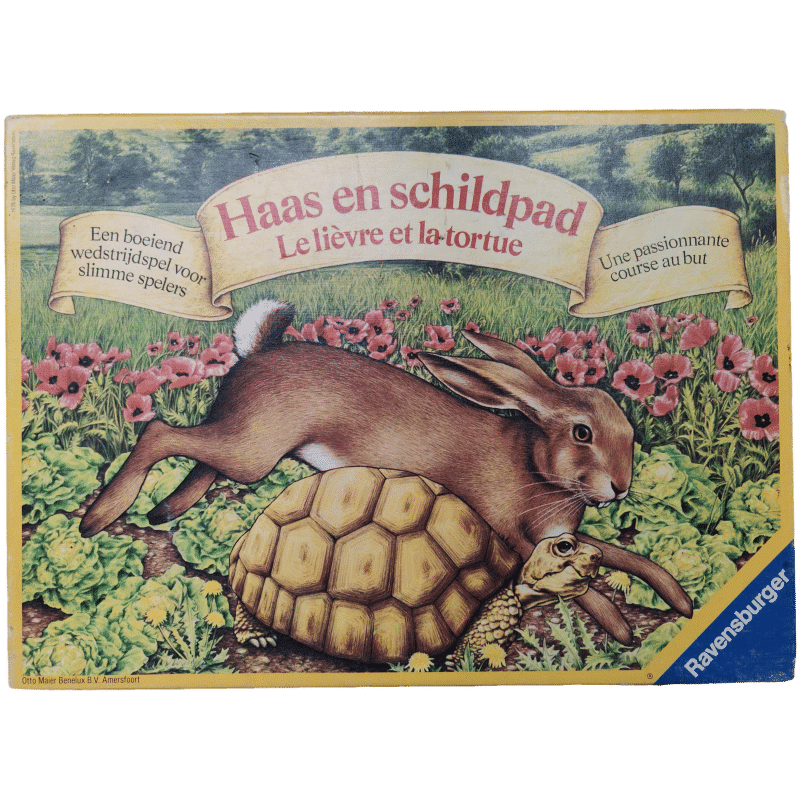 Haas en schildpad
Le lièvre et la tortue
Een boeiend
wedstrijdspel voor
slimme spelers
Une passionnante
course au but
Ravensburger
®
Otto Maier Benelux B.V. Amersfoort